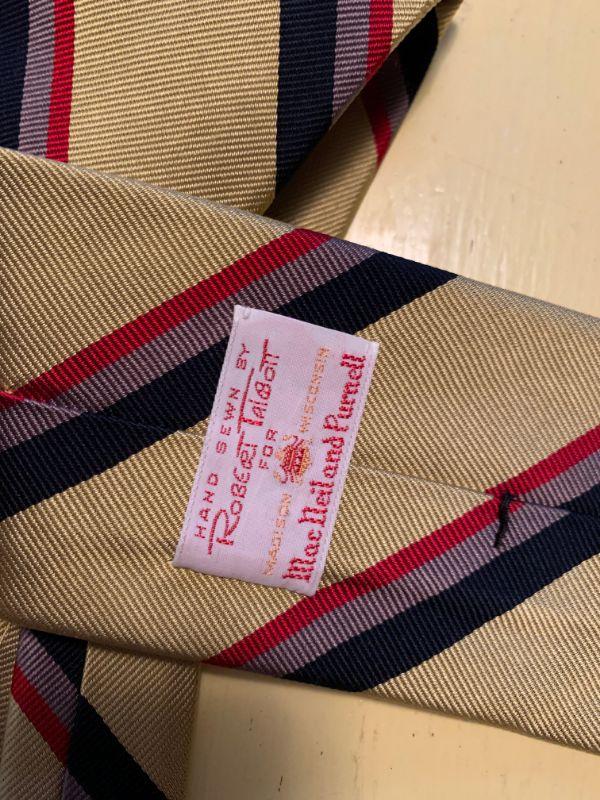 HAND SEWN BY
ROBERT TALBOTT
FOR
MADISON WISCONSIN
MacNeil and Purnell